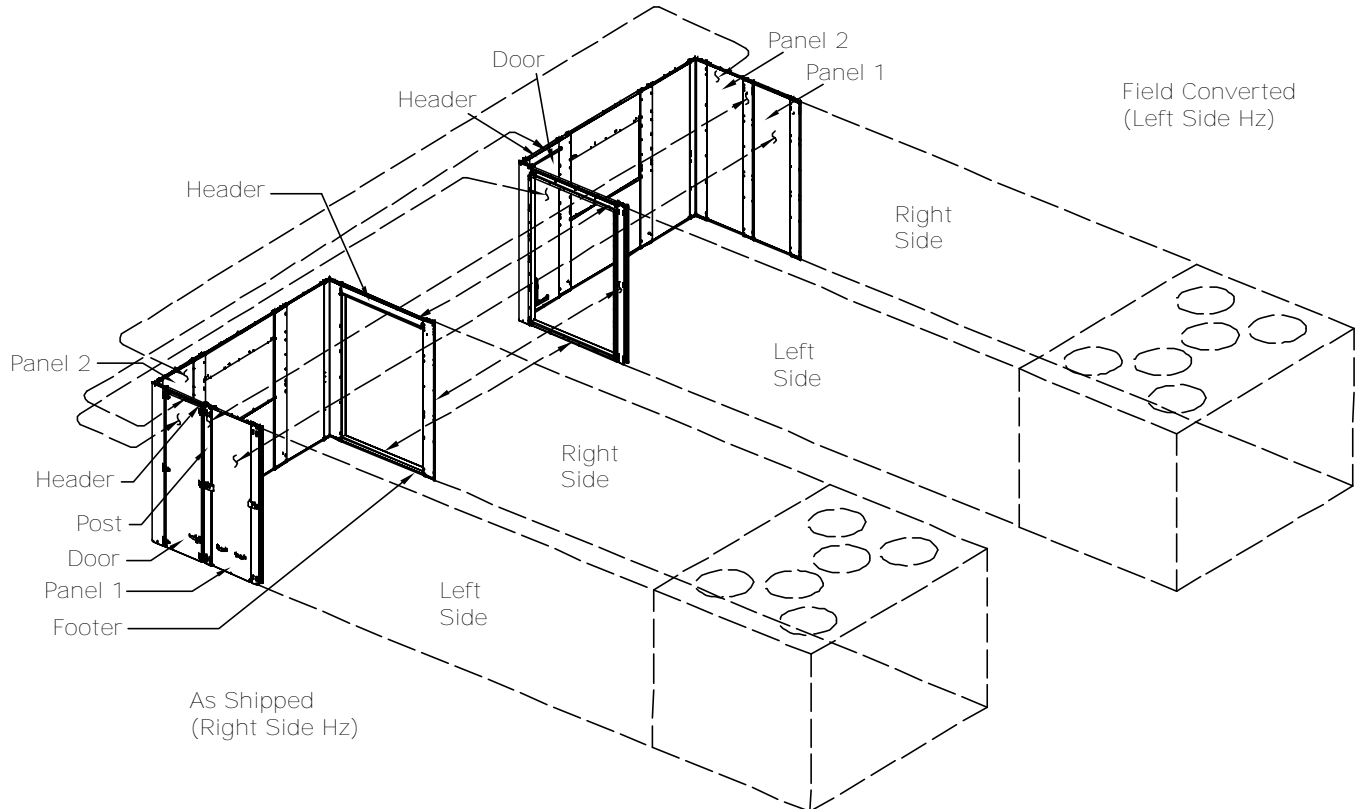 Panel 2
Door
Panel 1
Header
Field Converted
(Left Side Hz)
Header
Right
Side
Left
Side
Panel 2
Right
Side
Header
Post
Door
Panel 1
Left
Side
Footer
As Shipped
(Right Side Hz)